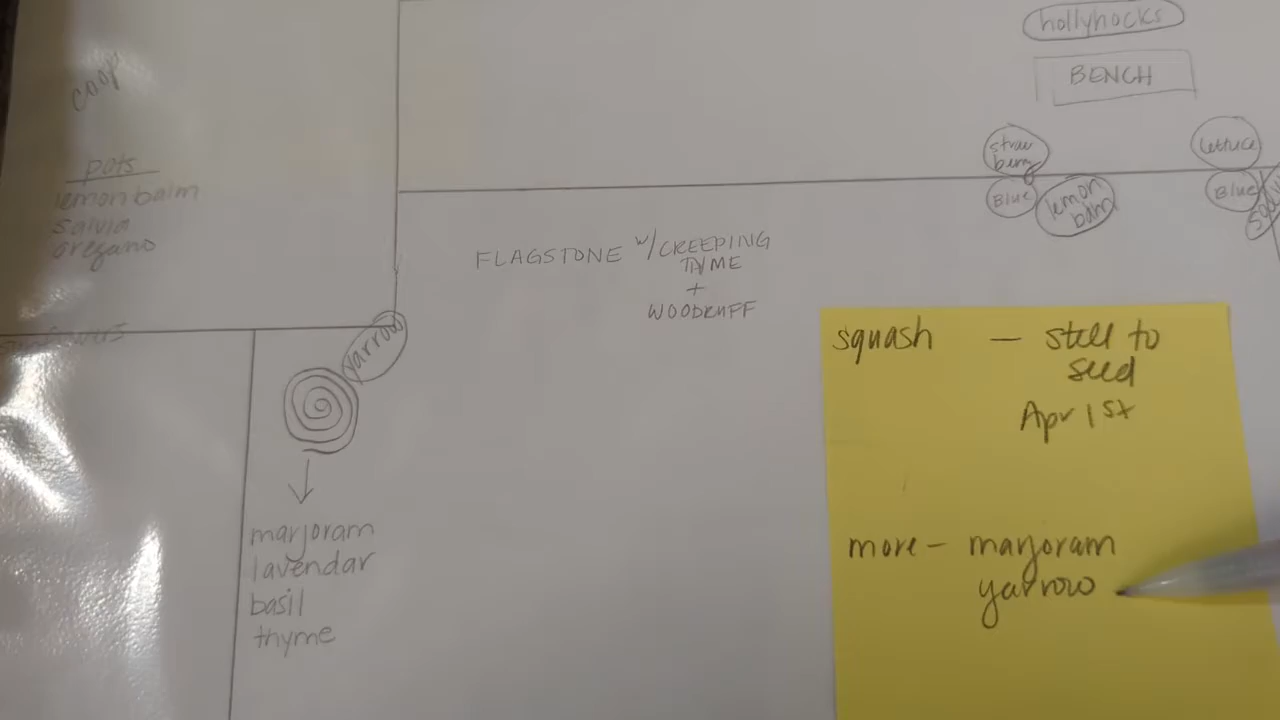 coop
pots
lemon balm
salvia
oregano
hollyhocks
BENCH
straw
berry
Blue
lemon
balm
lettuce
Blue
FLAGSTONE w/CREEPING
THYME
+
WOODRUFF
yarrow
marjoram
lavendar
basil
thyme
squash — still to
seed
Apr 1st
more – marjoram
yarrow